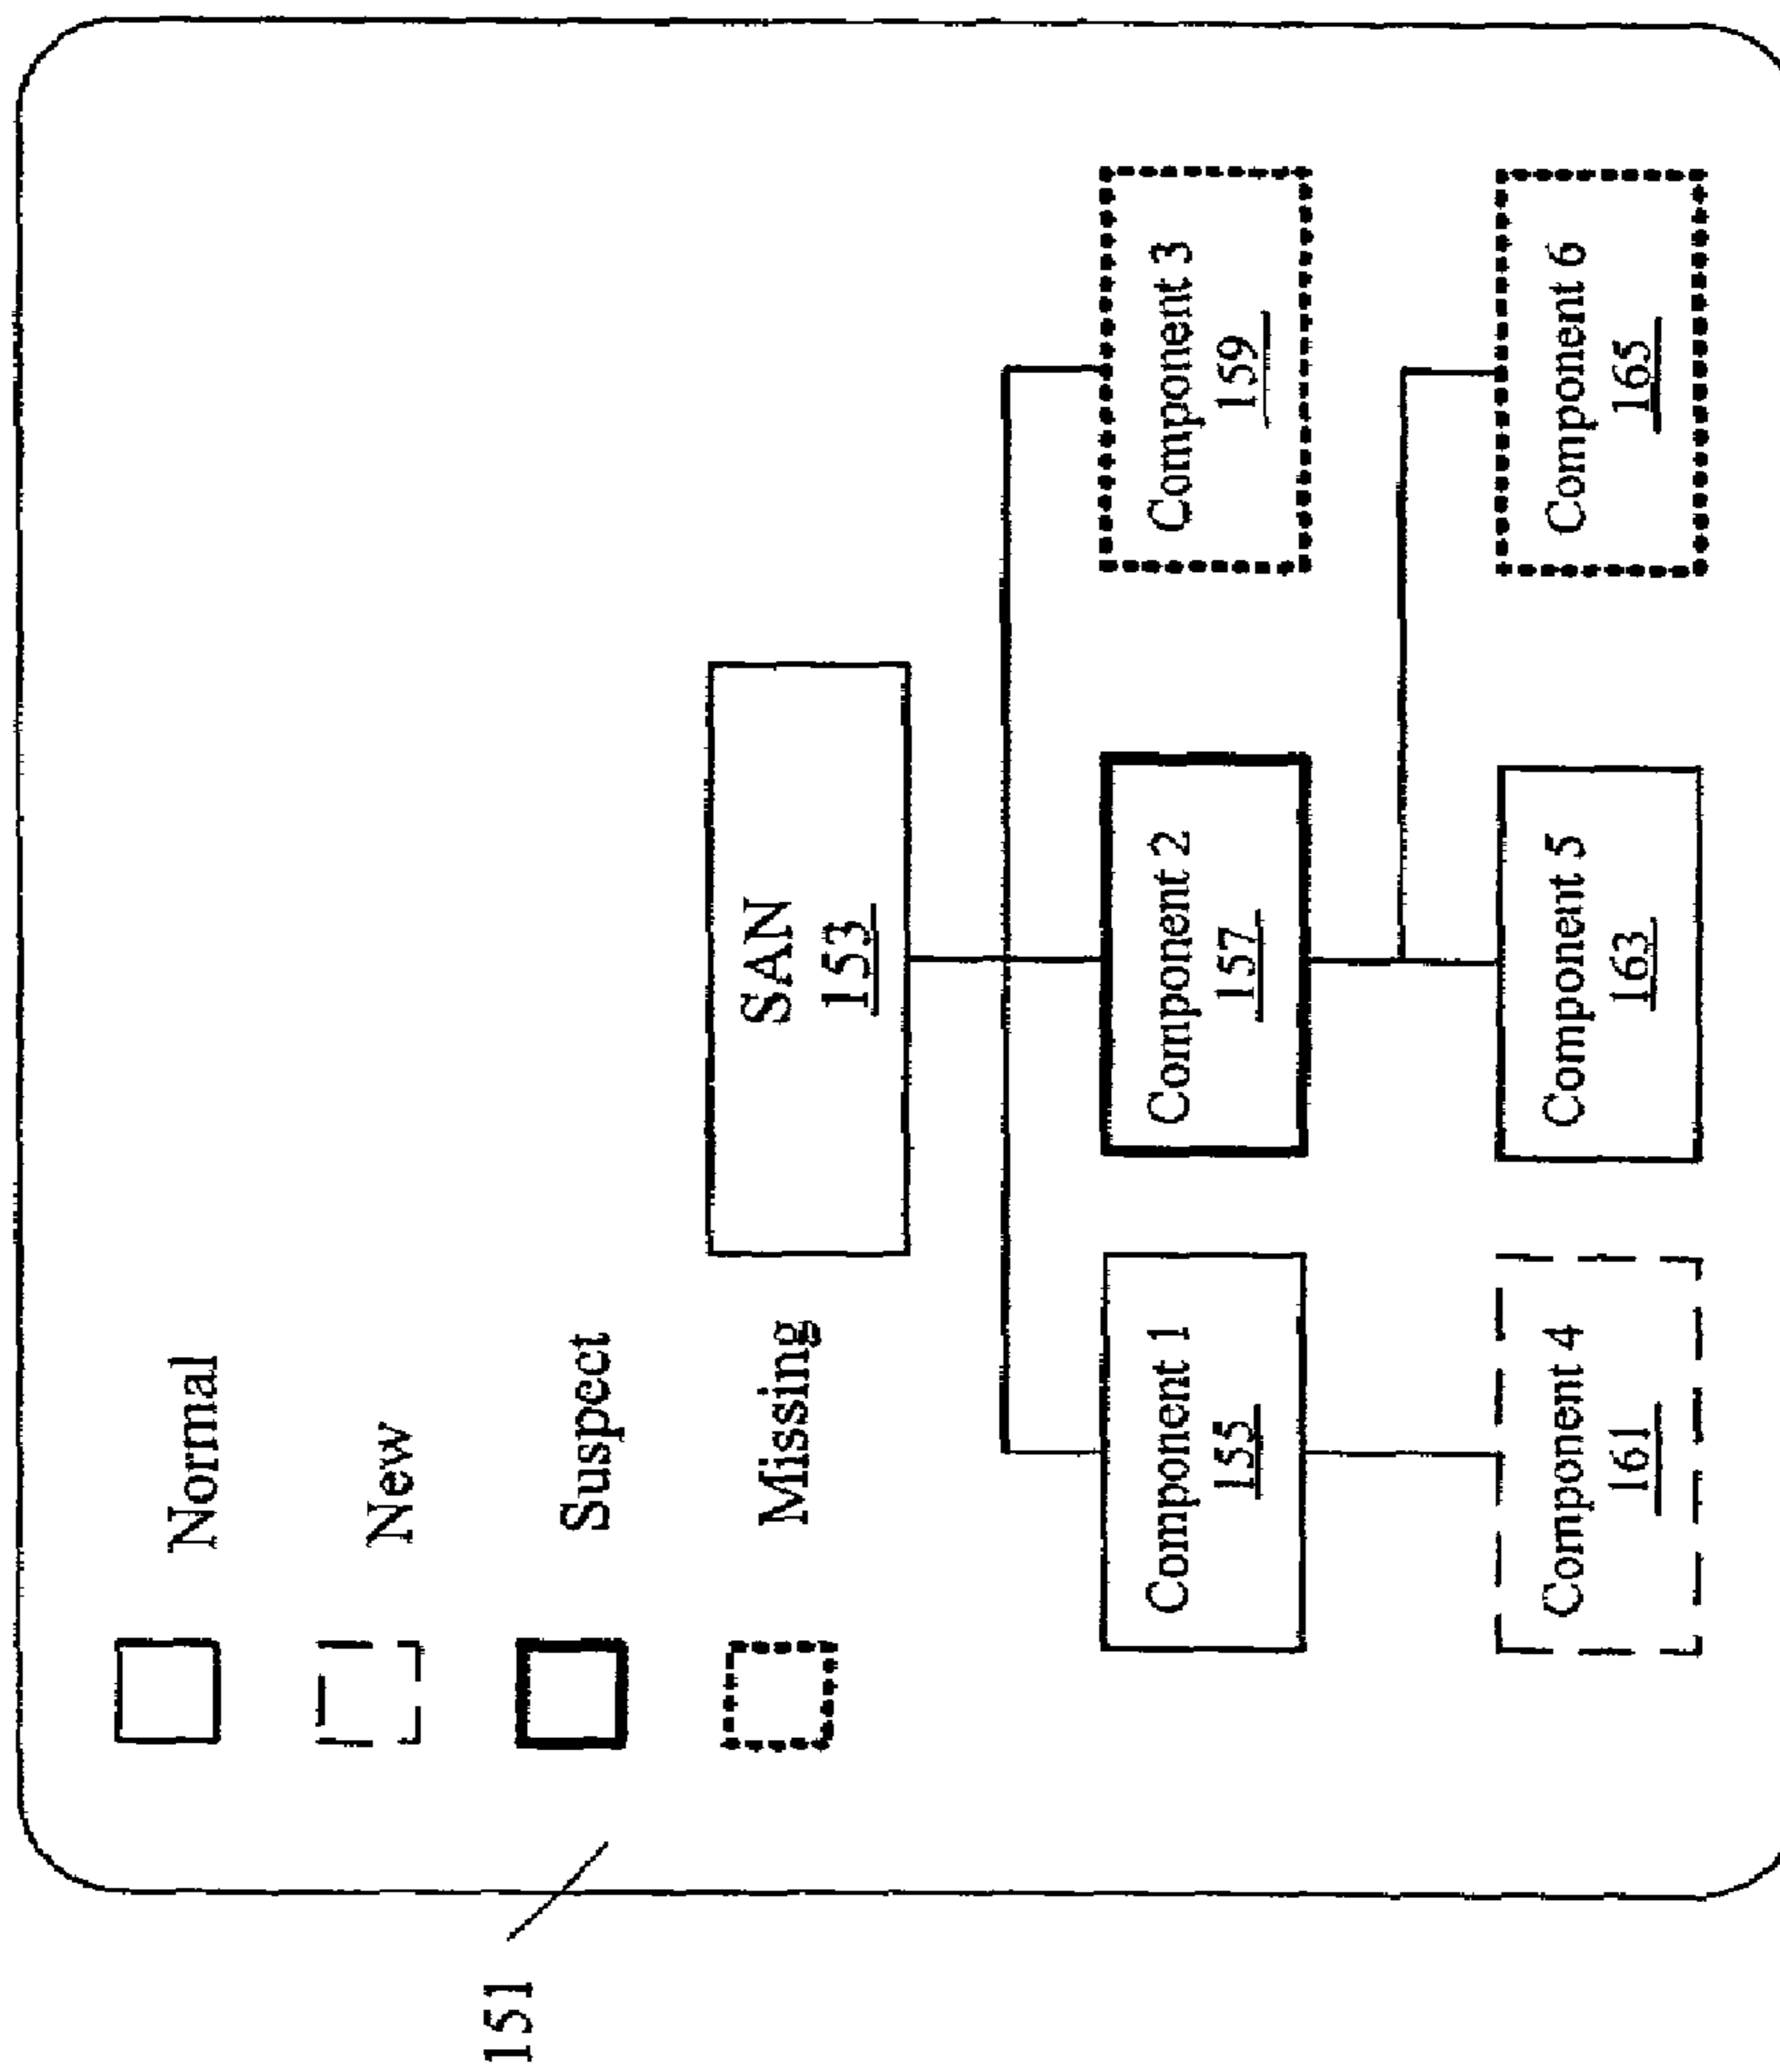 Normal
New
Suspect
Missing
SAN
153
Component 1
155
Component 2
157
Component 3
159
Component 4
161
Component 5
163
Component 6
165
151